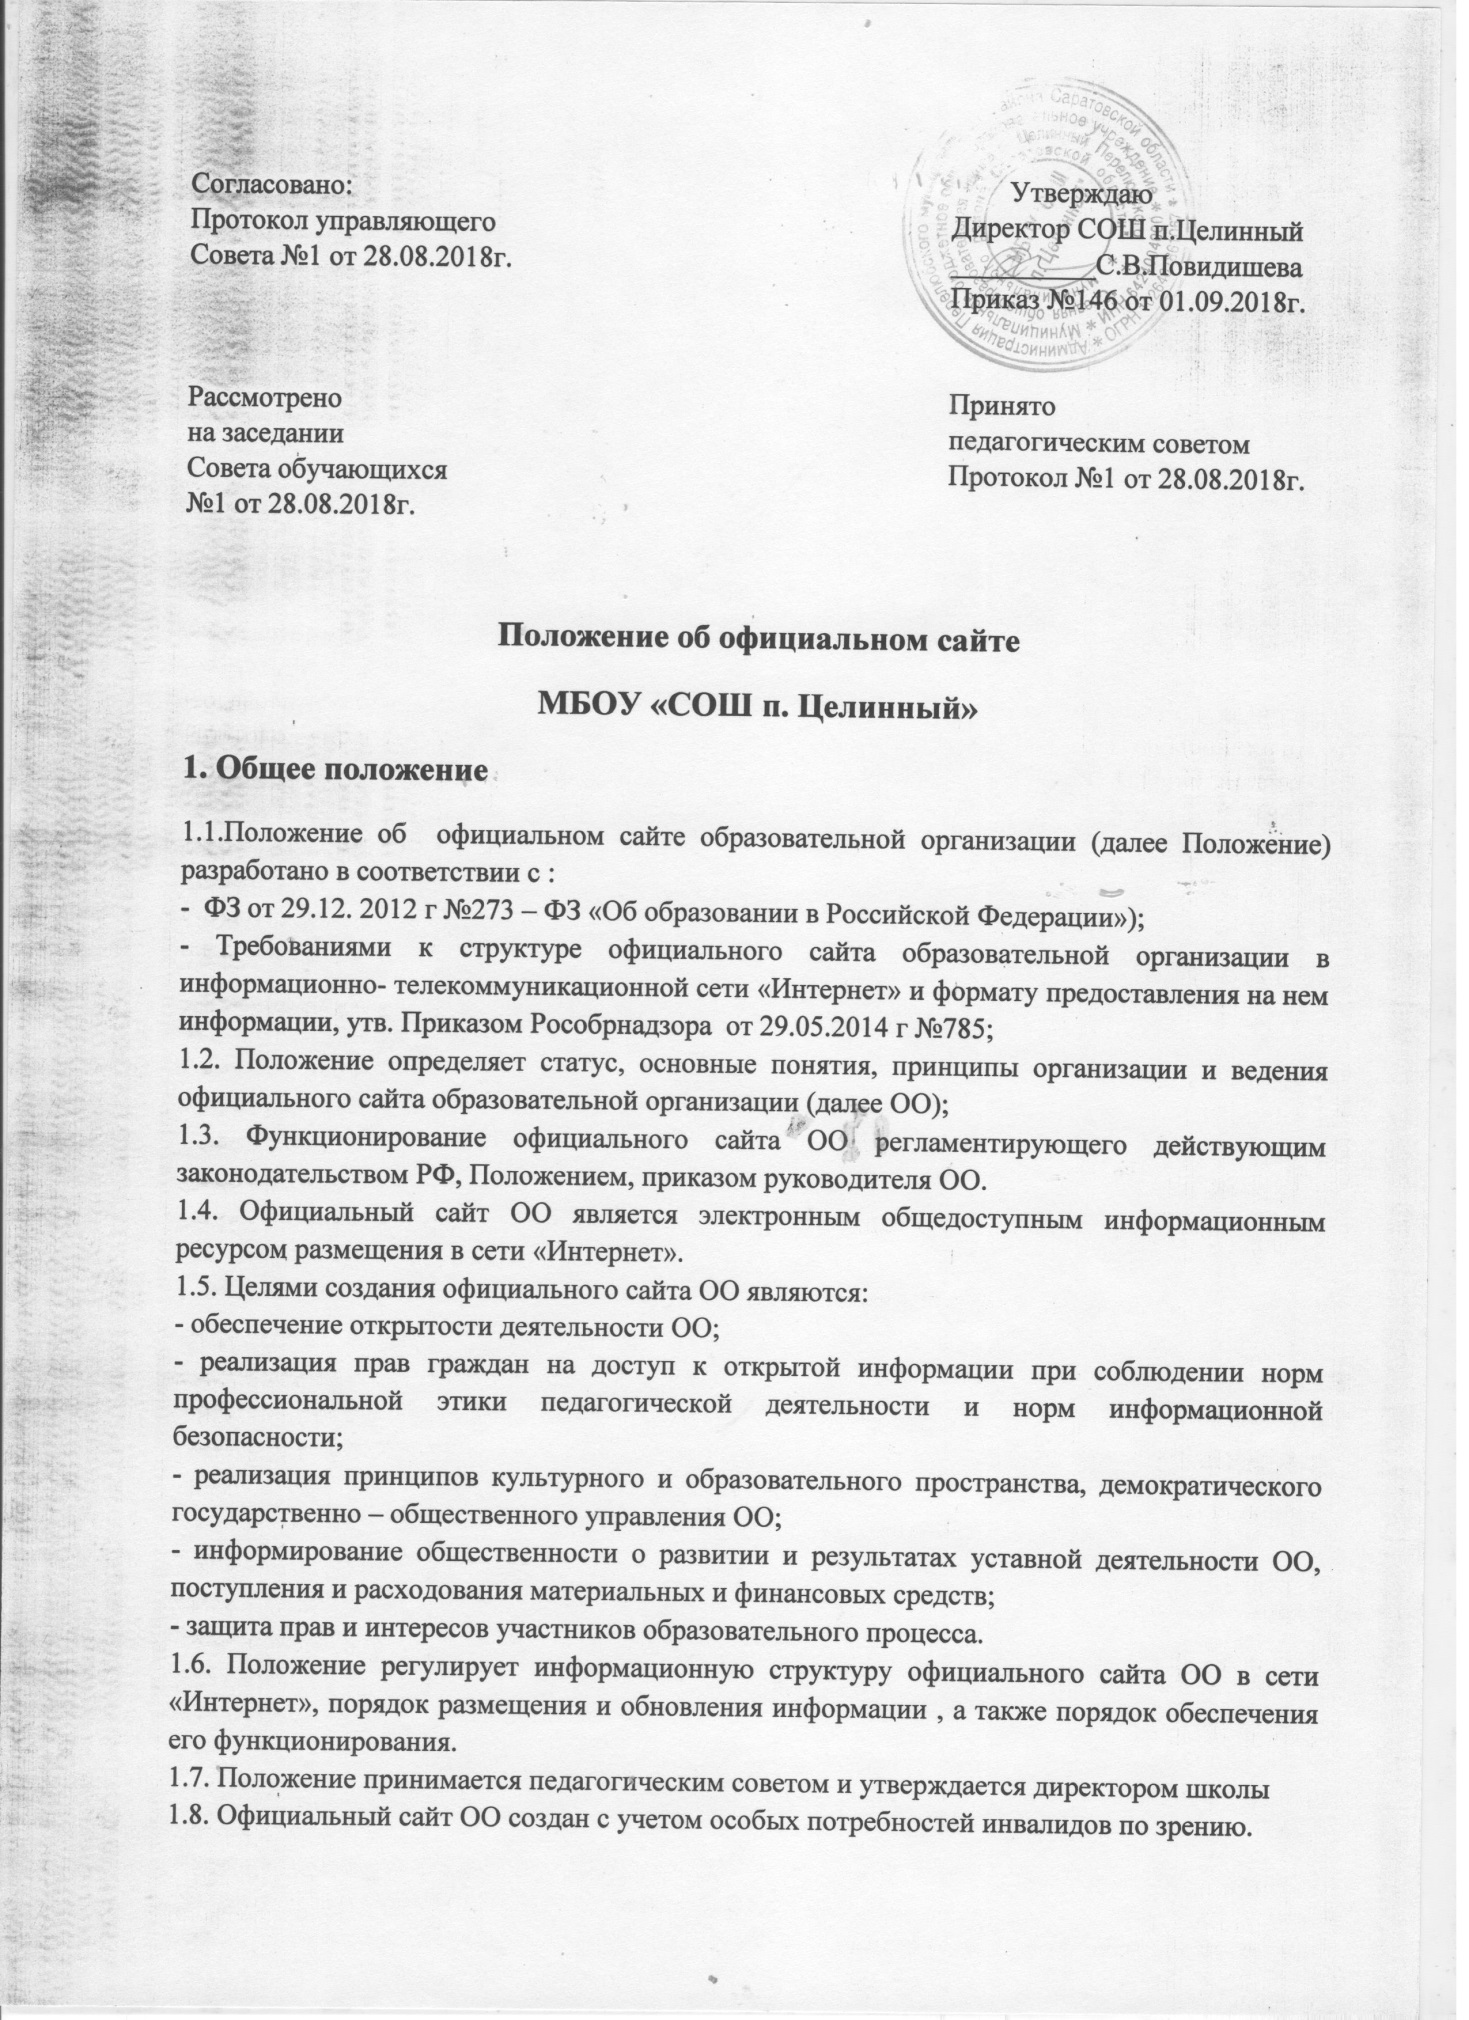 Согласовано:
Протокол управляющего
Совета №1 от 28.08.2018г.
Утверждаю
Директор СОШ п.Целинный
__________С.В.Повидишева
Приказ №146 от 01.09.2018г.
Рассмотрено
на заседании
Совета обучающихся
№1 от 28.08.2018г.
Принято
педагогическим советом
Протокол №1 от 28.08.2018г.
Положение об официальном сайте
МБОУ «СОШ п. Целинный»
1. Общее положение
1.1.Положение об официальном сайте образовательной организации (далее Положение)
разработано в соответствии с :
- ФЗ от 29.12. 2012 г №273 – ФЗ «Об образовании в Российской Федерации»);
- Требованиями к структуре официального сайта образовательной организации в
информационно- телекоммуникационной сети «Интернет» и формату предоставления на нем
информации, утв. Приказом Рособрнадзора от 29.05.2014 г №785;
1.2. Положение определяет статус, основные понятия, принципы организации и ведения
официального сайта образовательной организации (далее ОО);
1.3. Функционирование официального сайта ОО регламентирующего действующим
законодательством РФ, Положением, приказом руководителя ОО.
1.4. Официальный сайт ОО является электронным общедоступным информационным
ресурсом размещения в сети «Интернет».
1.5. Целями создания официального сайта ОО являются:
- обеспечение открытости деятельности ОО;
- реализация прав граждан на доступ к открытой информации при соблюдении норм
профессиональной этики педагогической деятельности и норм информационной
безопасности;
- реализация принципов культурного и образовательного пространства, демократического
государственно – общественного управления ОО;
- информирование общественности о развитии и результатах уставной деятельности ОО,
поступления и расходования материальных и финансовых средств;
- защита прав и интересов участников образовательного процесса.
1.6. Положение регулирует информационную структуру официального сайта ОО в сети
«Интернет», порядок размещения и обновления информации , а также порядок обеспечения
его функционирования.
1.7. Положение принимается педагогическим советом и утверждается директором школы
1.8. Официальный сайт ОО создан с учетом особых потребностей инвалидов по зрению.